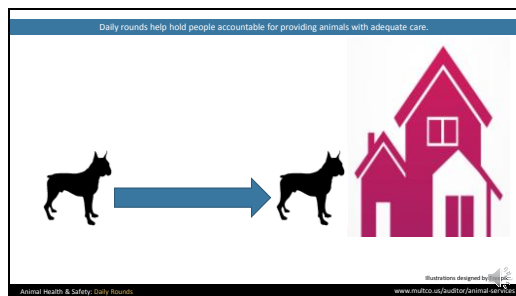 Daily rounds help hold people accountable for providing animals with adequate care.
Illustrations designed by
Animal Health & Safety: Daily Rounds
www.multco.us/auditor/animal-services